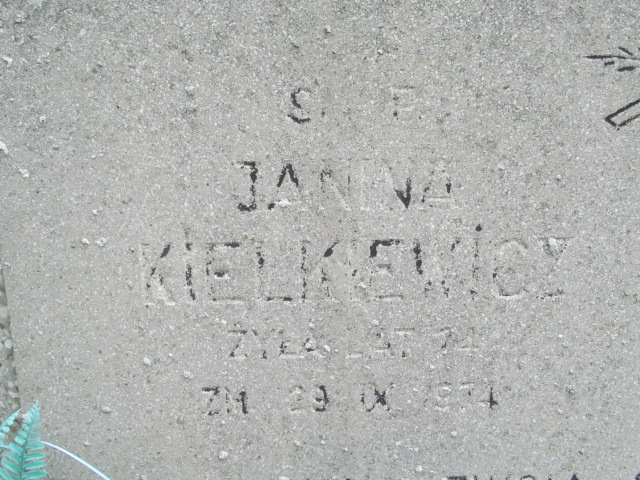 Ś P.
JANINA
KIELKIEWICZ
ŻYŁA LAT 74
ZM 29 IX 1974